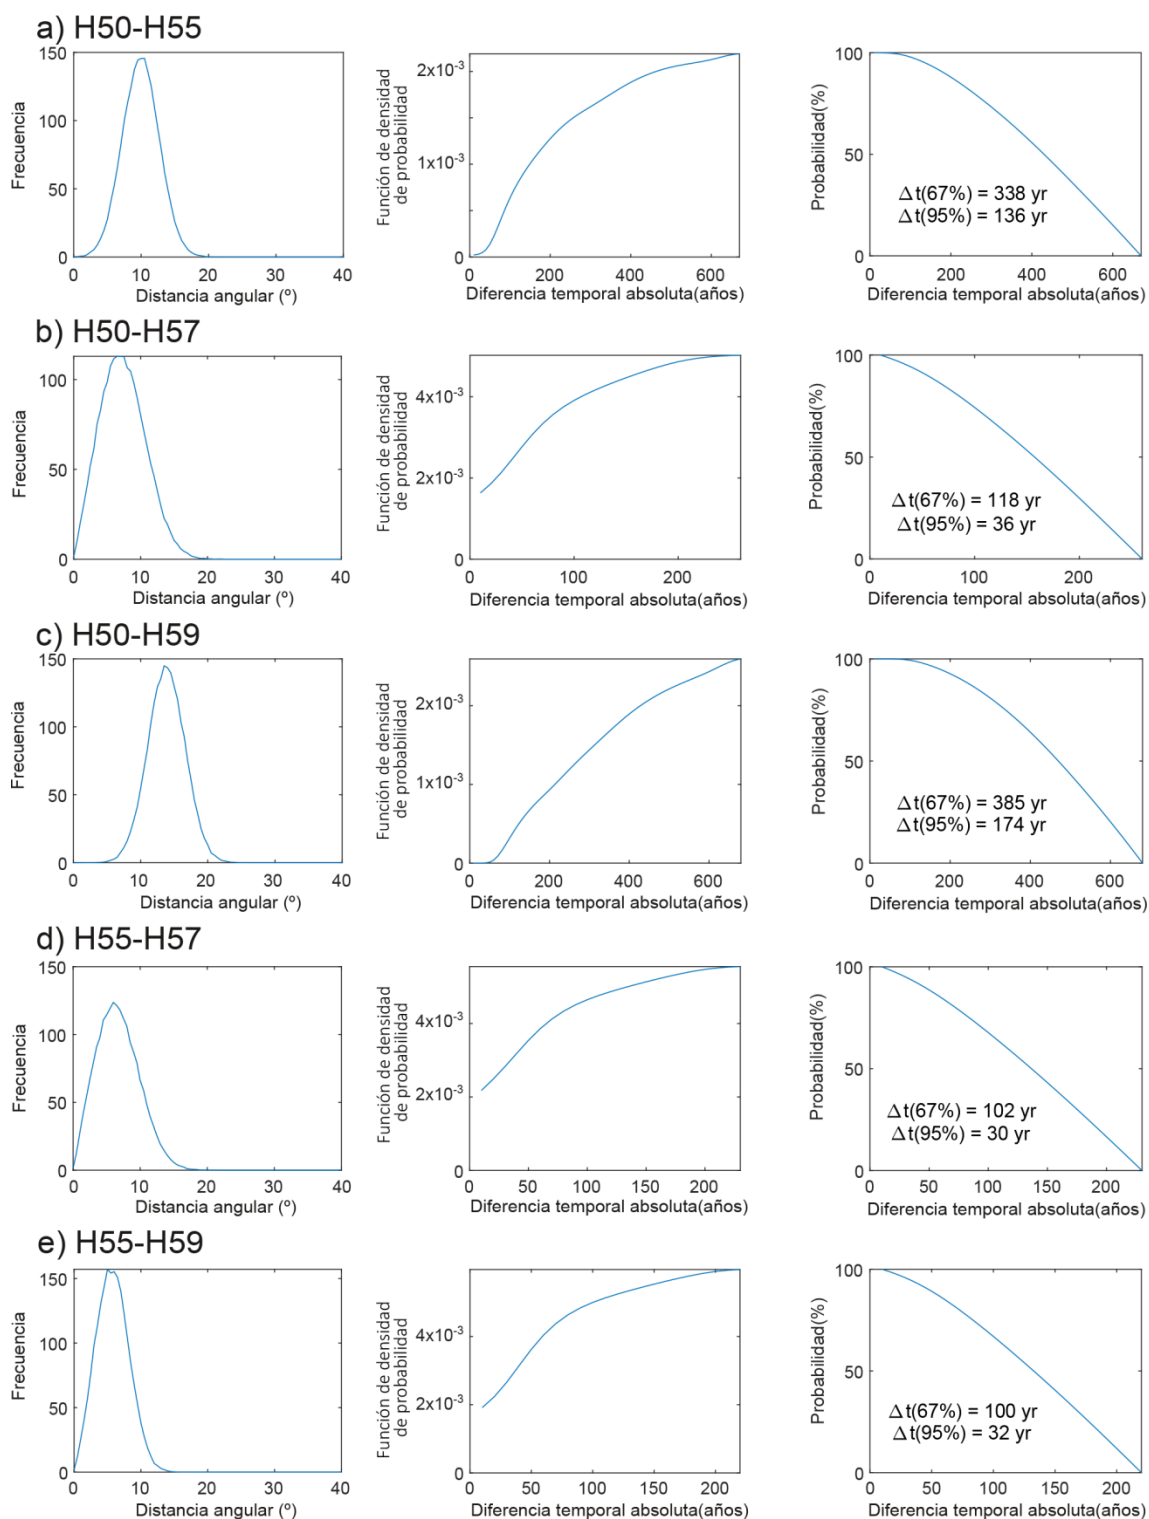 a) H50-H55
150
100
50
0
0 10 20 30 40
Frecuencia
Distancia angular (º)
2x10-3
1x10-3
0
200 400 600
Función de densidad
de probabilidad
Diferencia temporal absoluta(años)
100
50
0
0 200 400 600
Probabilidad(%)
Δt(67%) = 338 yr
Δt(95%) = 136 yr
Diferencia temporal absoluta(años)
b) H50-H57
100
50
0
0 10 20 30 40
Frecuencia
Distancia angular (º)
4x10-3
2x10-3
0
0 100 200
Función de densidad
de probabilidad
Diferencia temporal absoluta(años)
100
50
0
0 100 200
Probabilidad(%)
Δt(67%) = 118 yr
Δt(95%) = 36 yr
Diferencia temporal absoluta(años)
c) H50-H59
150
100
50
0
0 10 20 30 40
Frecuencia
Distancia angular (º)
2x10-3
1x10-3
0
0 200 400 600
Función de densidad
de probabilidad
Diferencia temporal absoluta(años)
100
50
0
0 200 400 600
Probabilidad(%)
Δt(67%) = 385 yr
Δt(95%) = 174 yr
Diferencia temporal absoluta(años)
d) H55-H57
150
100
50
0
0 10 20 30 40
Frecuencia
Distancia angular (º)
4x10-3
2x10-3
0
0 50 100 150 200
Función de densidad
de probabilidad
Diferencia temporal absoluta(años)
100
50
0
0 50 100 150 200
Probabilidad(%)
Δt(67%) = 102 yr
Δt(95%) = 30 yr
Diferencia temporal absoluta(años)
e) H55-H59
150
100
50
0
0 10 20 30 40
Frecuencia
Distancia angular (º)
4x10-3
2x10-3
0
0 50 100 150 200
Función de densidad
de probabilidad
Diferencia temporal absoluta(años)
100
50
0
0 50 100 150 200
Probabilidad(%)
Δt(67%) = 100 yr
Δt(95%) = 32 yr
Diferencia temporal absoluta(años)